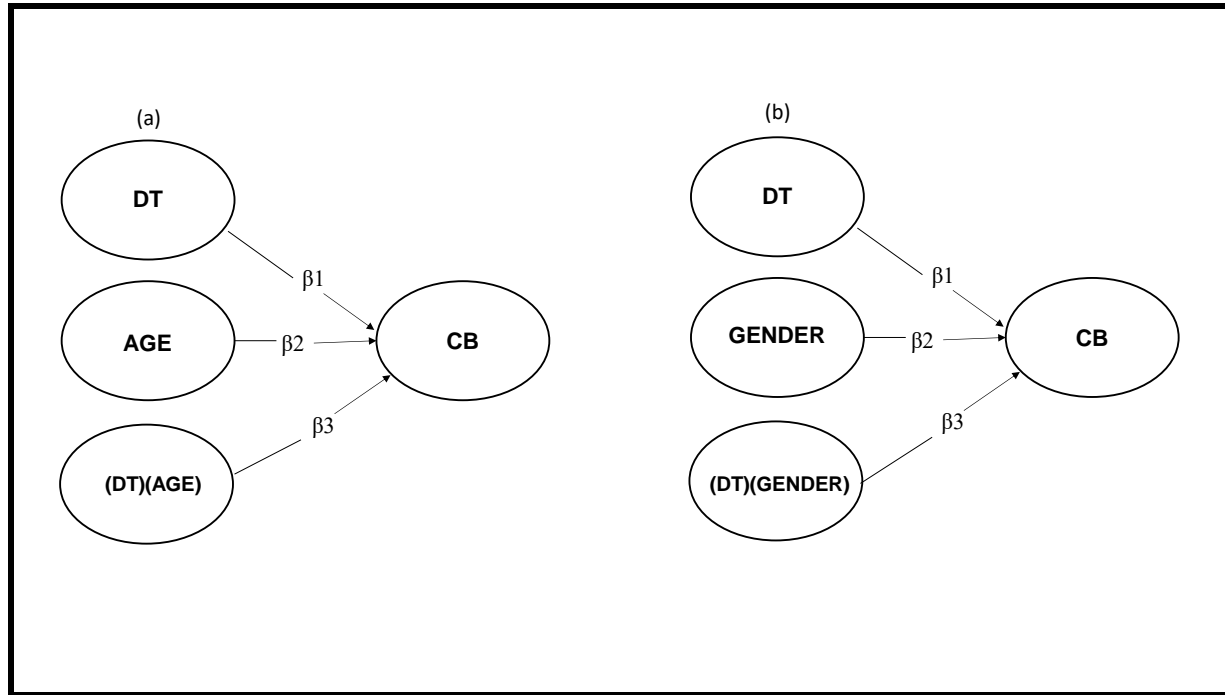 (a)
DT
β1
AGE
β2
CB
β3
(DT)(AGE)
(b)
DT
β1
GENDER
β2
CB
β3
(DT)(GENDER)